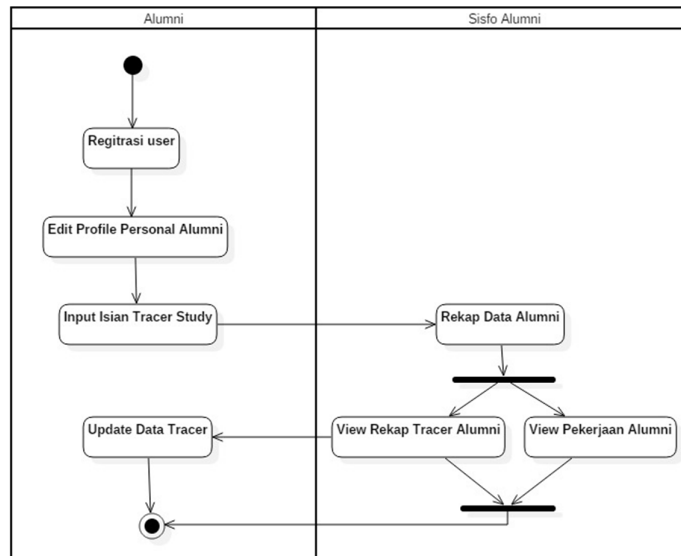 Alumni
Sisfo Alumni
Regitrasi user
Edit Profile Personal Alumni
Input Isian Tracer Study
Rekap Data Alumni
Update Data Tracer
View Rekap Tracer Alumni
View Pekerjaan Alumni